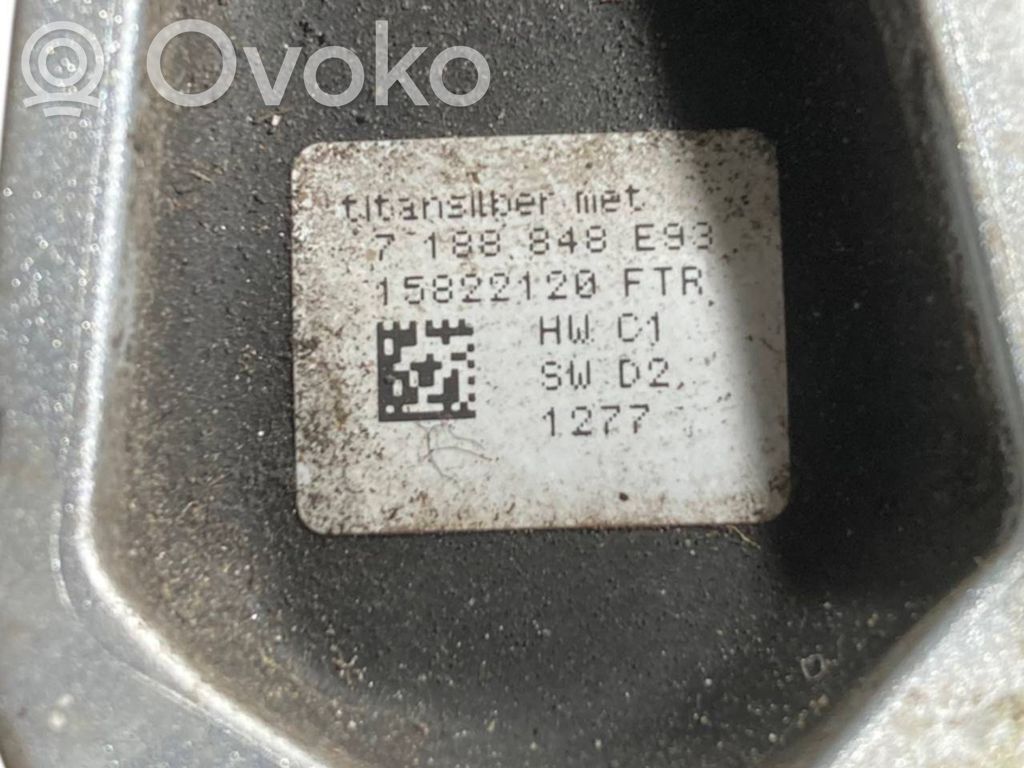 Ovoko
titansilber met
7 188 848 E93
15822120 FTR
HW C1
SW D2
1277